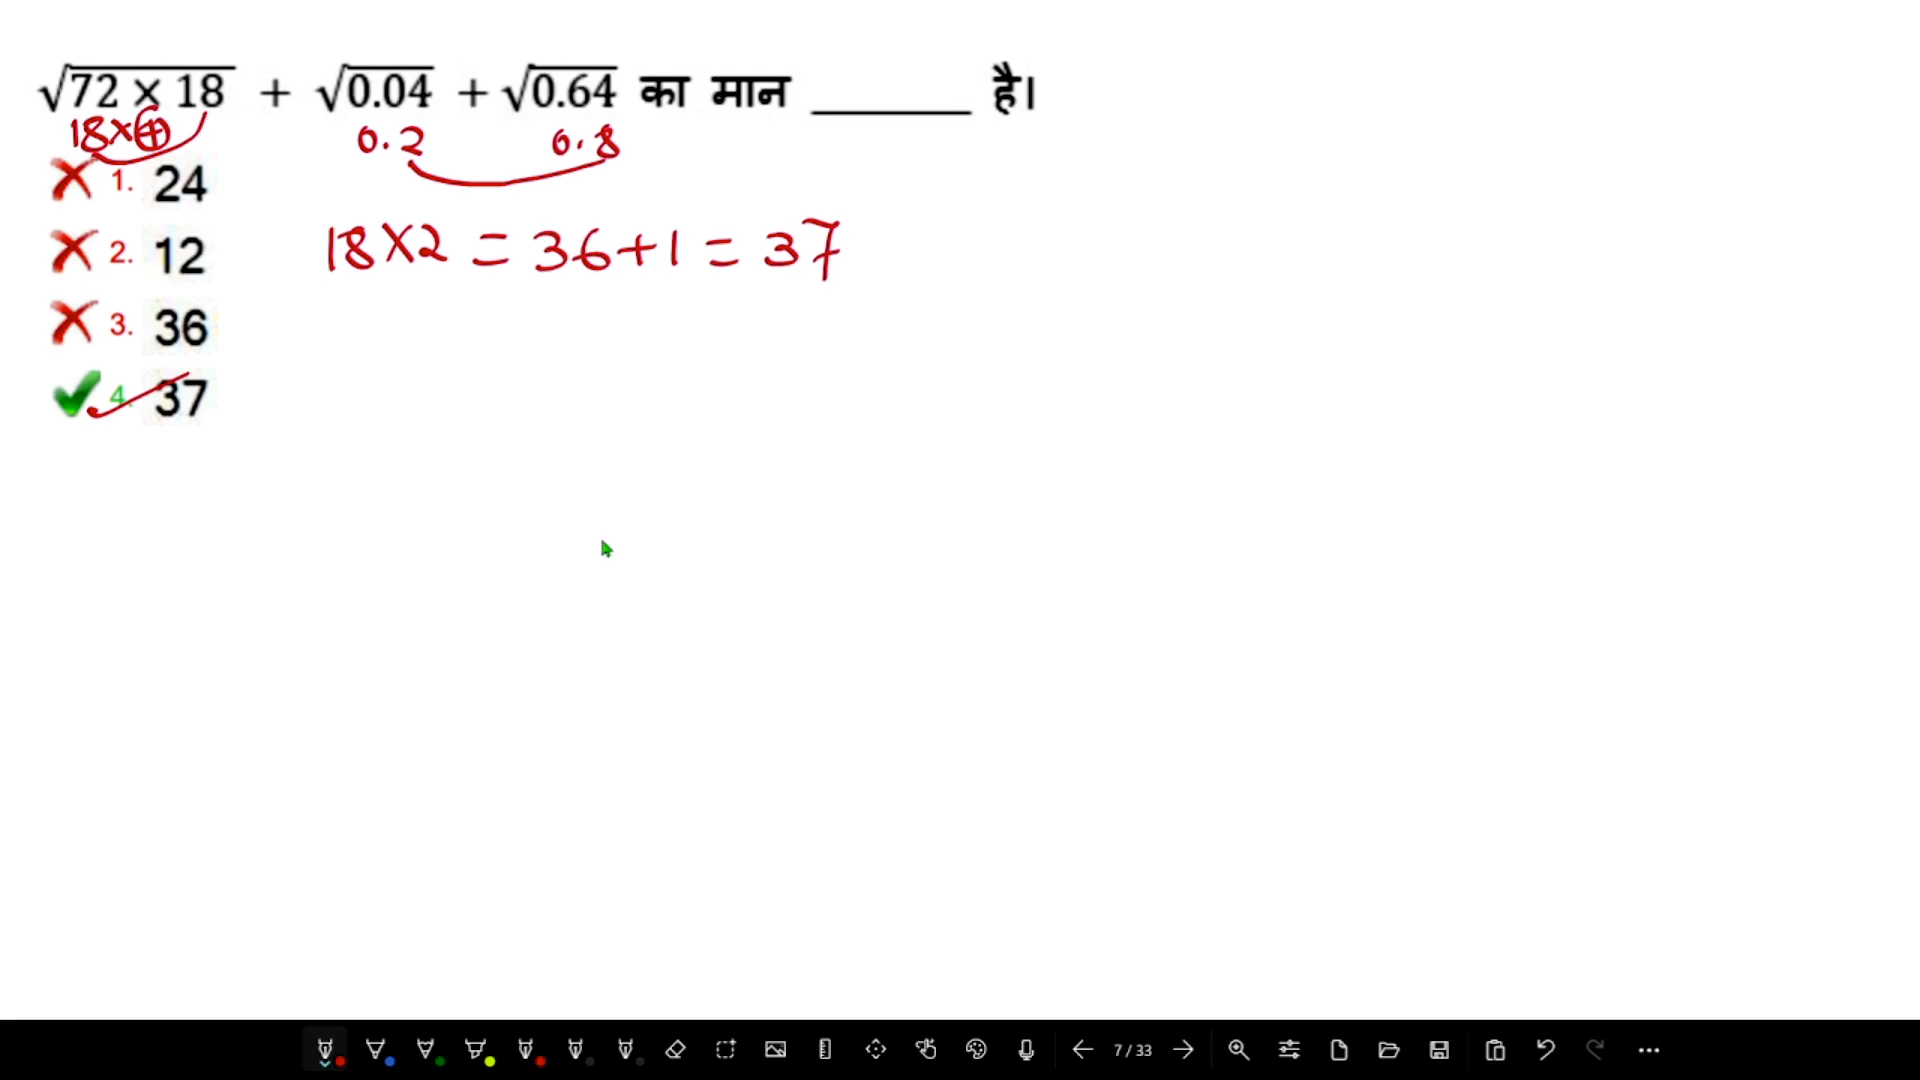 √72 × 18 + √0.04 + √0.64 का मान ______ है।
18×4 0.2 0.8
1. 24
18×2 = 36+1 = 37
2. 12
3. 36
4. 37
7 / 33